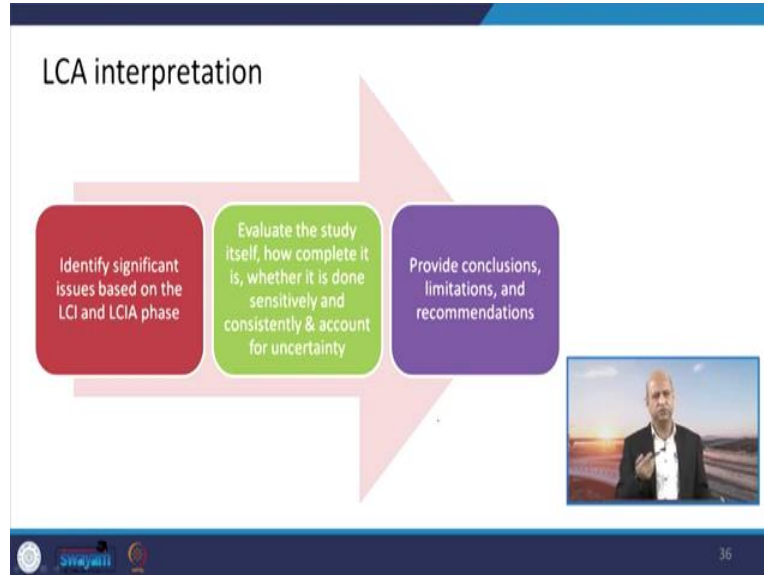 LCA interpretation
Identify significant
issues based on the
LCI and LCIA phase
Evaluate the study
itself, how complete it
is, whether it is done
sensitively and
consistently & account
for uncertainty
Provide conclusions,
limitations, and
recommendations
swayam
36